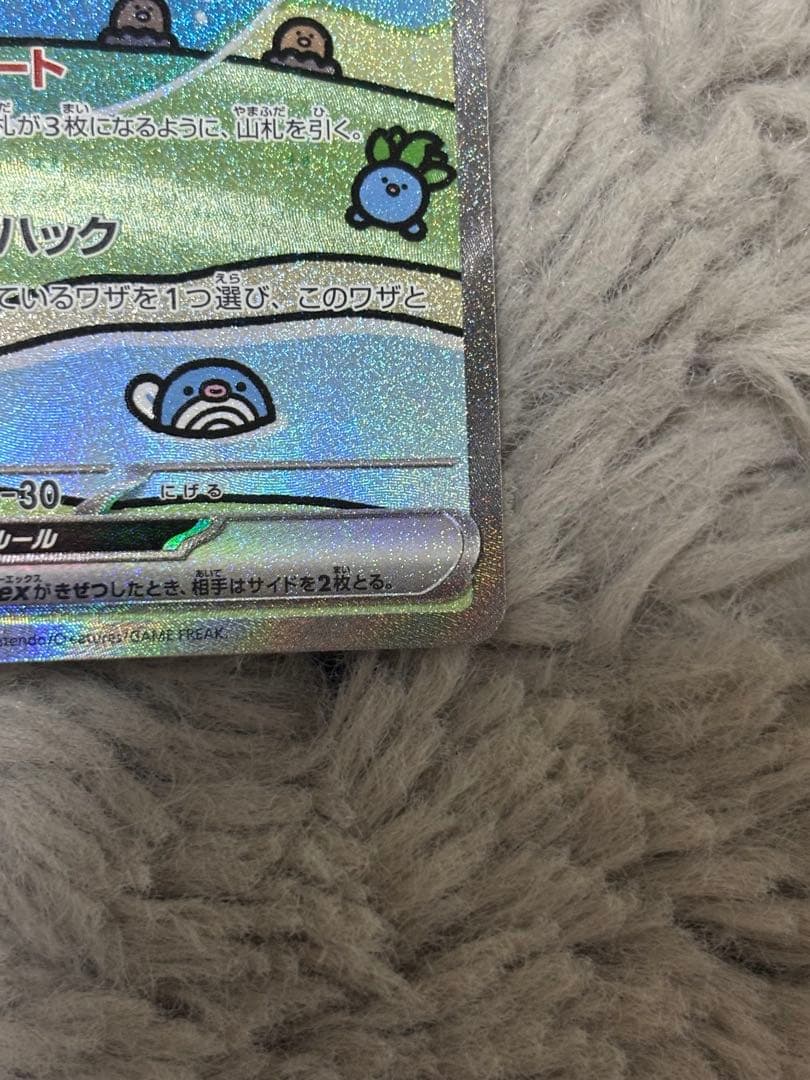 ート
札が3枚になるように、山札を引く。
ハック
ているワザを1つ選び、このワザと
-30 にげる
ルール
exがきぜつしたとき、相手はサイドを2枚とる。
ntendo/Creatures/GAME FREAK.